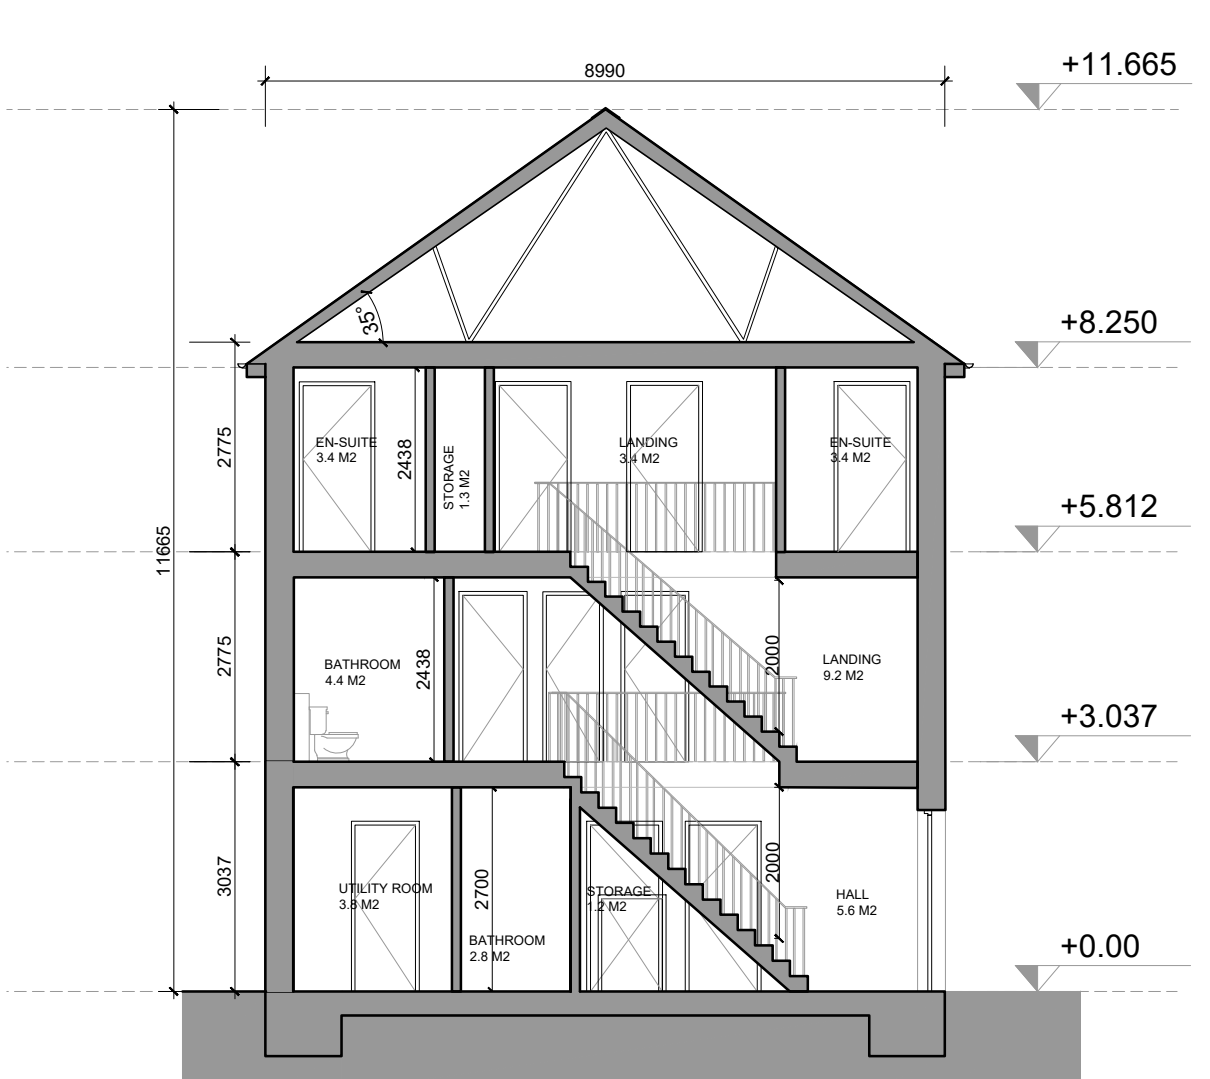 8990
+11.665
35°
+8.250
2775
EN-SUITE
3.4 M2
2438
STORAGE
1.3 M2
LANDING
3.4 M2
EN-SUITE
3.4 M2
+5.812
11665
2775
BATHROOM
4.4 M2
2438
2000
LANDING
9.2 M2
+3.037
3037
UTILITY ROOM
3.8 M2
2700
BATHROOM
2.8 M2
STORAGE
1.2 M2
2000
HALL
5.6 M2
+0.00